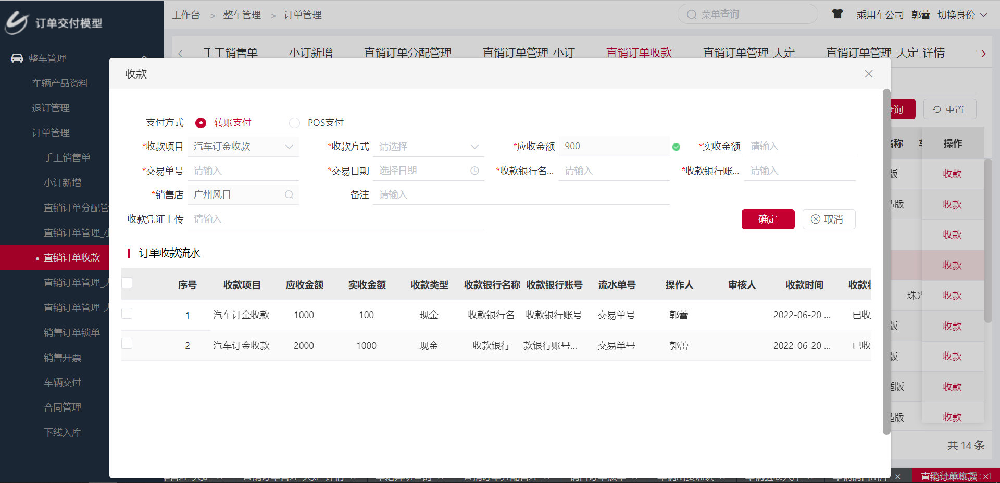 订单交付模型
工作台 > 整车管理 > 订单管理
菜单查询
乘用车公司 郭蕾 切换身份
手工销售单 小订新增 直销订单分配管理 直销订单管理_小订 直销订单收款 直销订单管理_大定 直销订单管理_大定_详情
整车管理
车辆产品资料
退订管理
订单管理
手工销售单
小订新增
直销订单分配管
直销订单管理_小
直销订单收款
直销订单管理_大
直销订单管理_大
销售订单锁单
销售开票
车辆交付
合同管理
下线入库
收款
支付方式 转账支付 POS支付
*收款项目 汽车订金收款 *收款方式 请选择 *应收金额 900 *实收金额 请输入
*交易单号 请输入 *交易日期 选择日期 *收款银行名... 请输入 *收款银行账... 请输入
*销售店 广州风日 备注 请输入
收款凭证上传 请输入
确定 取消
订单收款流水
序号 收款项目 应收金额 实收金额 收款类型 收款银行名称 收款银行账号 流水单号 操作人 审核人 收款时间 收款状
1 汽车订金收款 1000 100 现金 收款银行名 收款银行账号 交易单号 郭蕾 2022-06-20 ... 已收
2 汽车订金收款 2000 1000 现金 收款银行 款银行账号... 交易单号 郭蕾 2022-06-20 ... 已收
查询 重置
名称 操作
版 收款
适版 收款
收款
收款
珠光 收款
版 收款
版 收款
适版 收款
适版 收款
共 14 条
直销订单收款